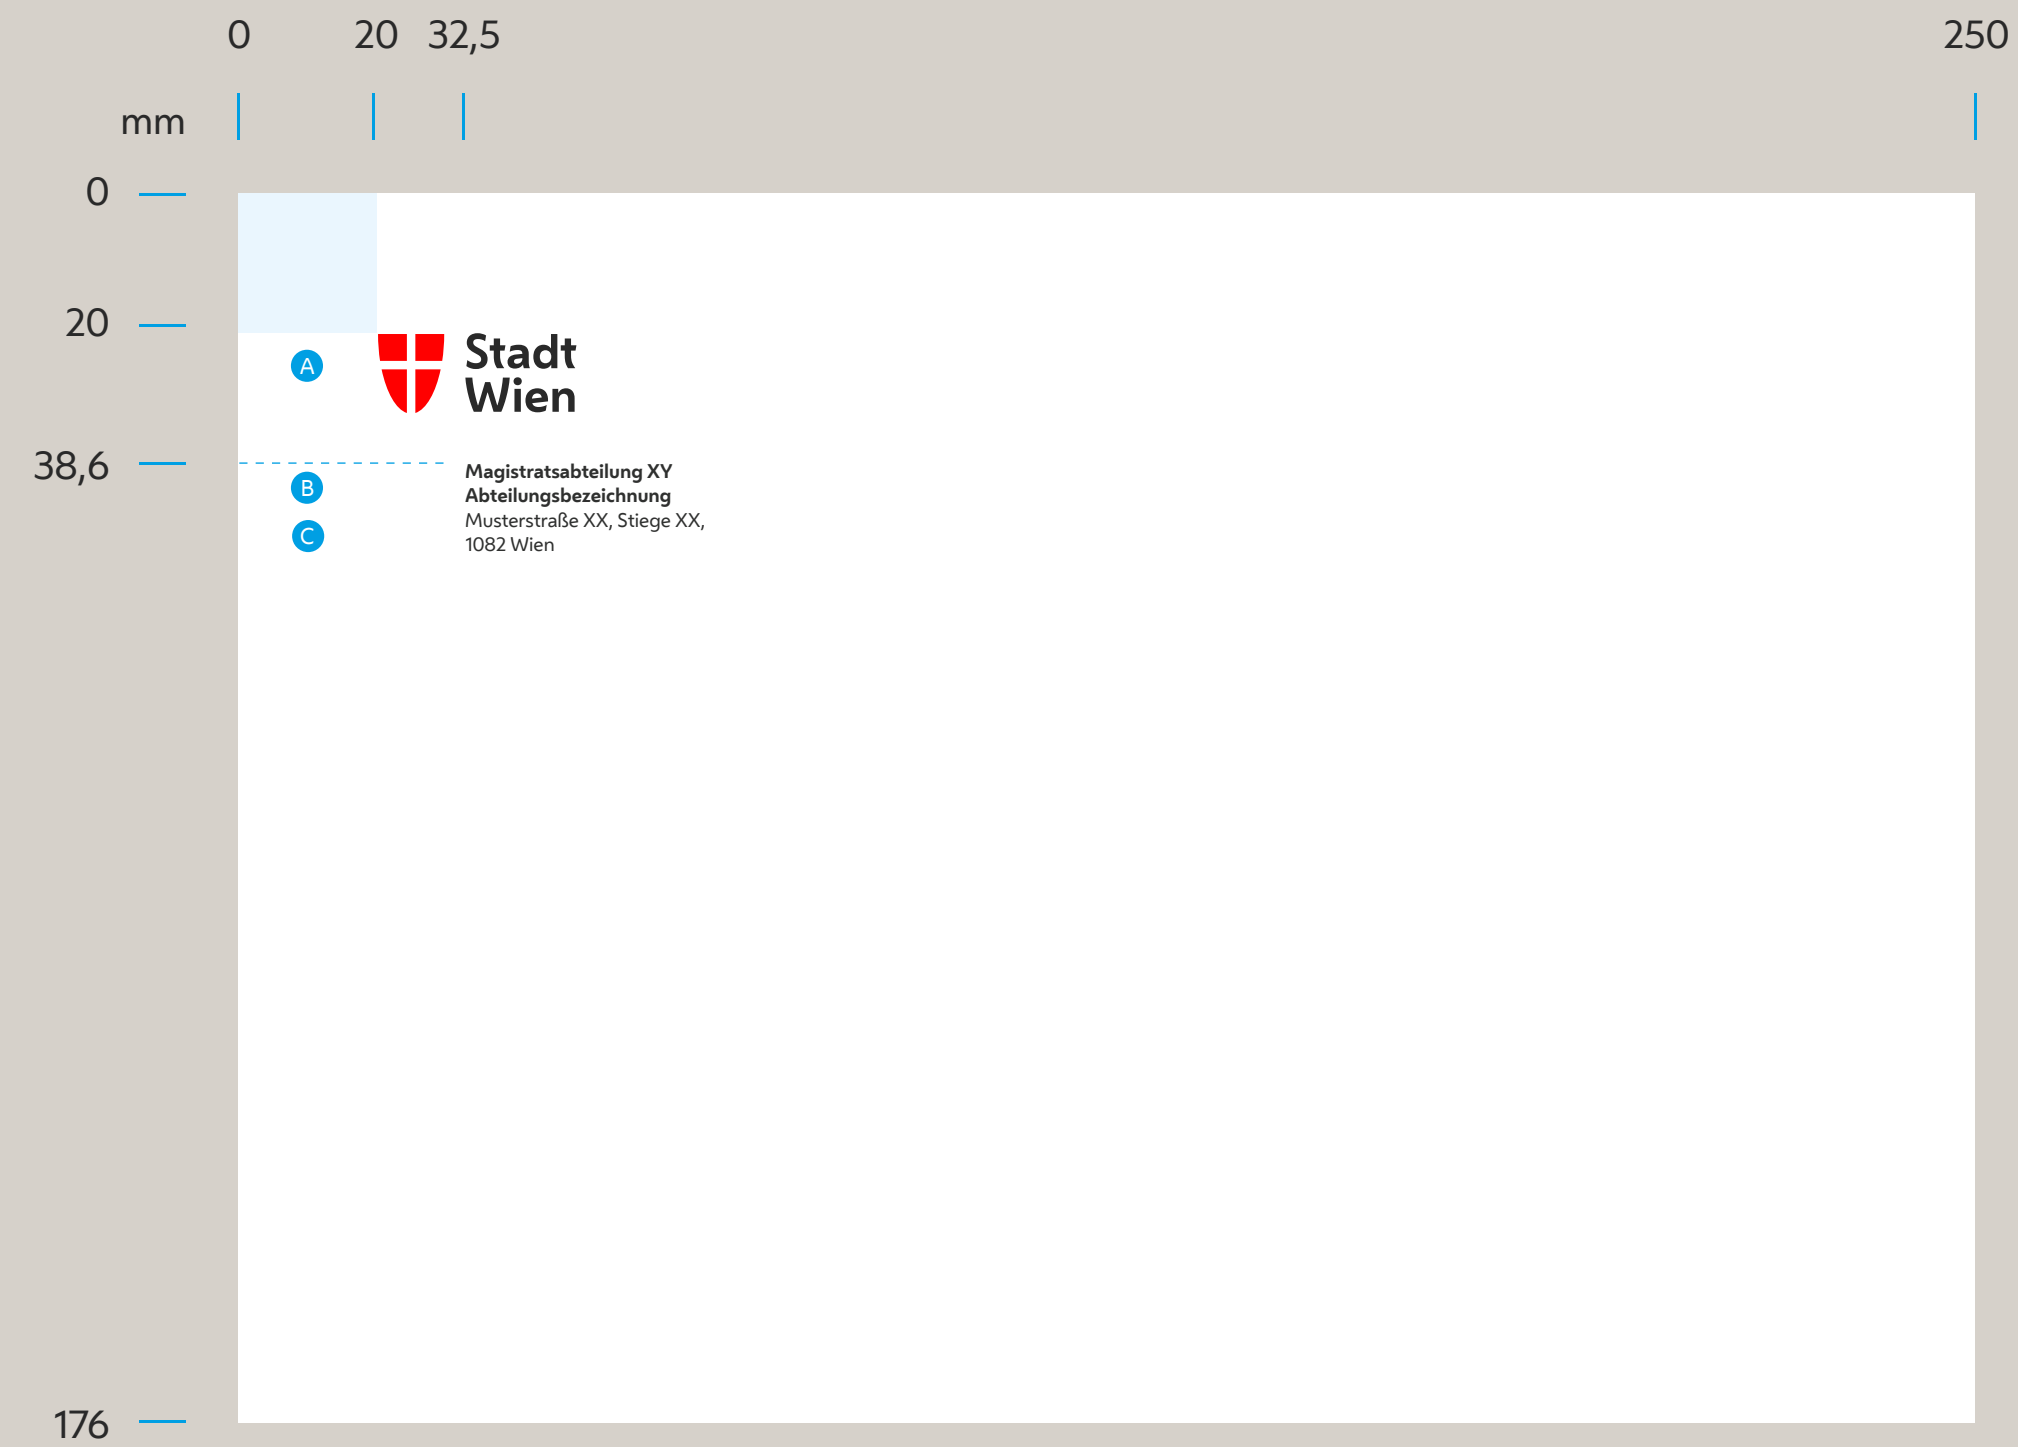 0 20 32,5 250
mm
0
20
A
Stadt
Wien
38,6
B
C
Magistratsabteilung XY
Abteilungsbezeichnung
Musterstraße XX, Stiege XX,
1082 Wien
176